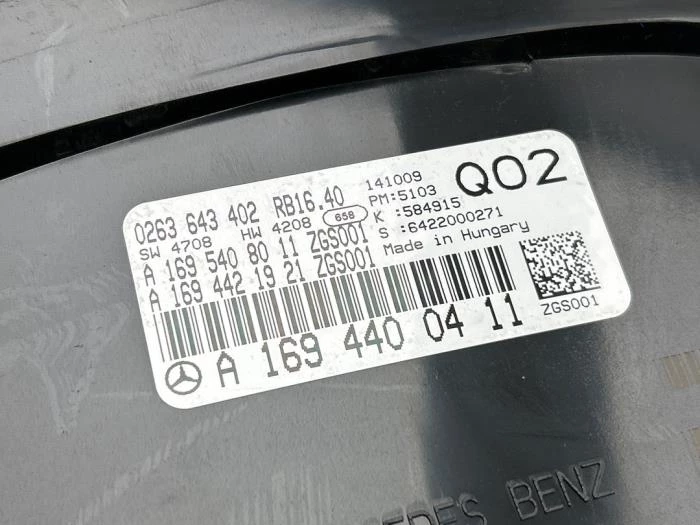 0263 643 402 RB16.40 141009
PM:5103
Q02
SW 4708 HW 4208 658 K :584915
A 169 540 80 11 ZGS001 S :6422000271
A 169 442 19 21 ZGS001 Made in Hungary
A 169 440 04 11
ZGS001
BENZ